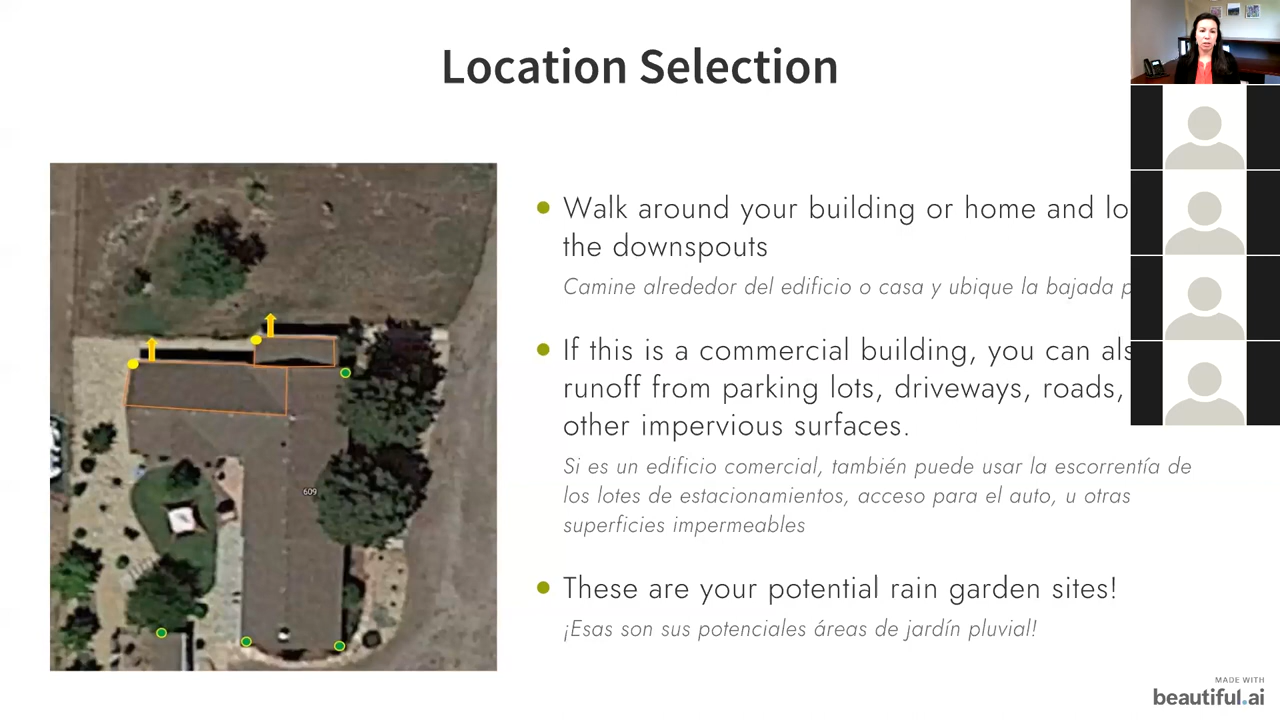 Location Selection
Walk around your building or home and lo
the downspouts
Camine alrededor del edificio o casa y ubique la bajada p
If this is a commercial building, you can als
runoff from parking lots, driveways, roads,
other impervious surfaces.
Si es un edificio comercial, también puede usar la escorrentía de
los lotes de estacionamientos, acceso para el auto, u otras
superficies impermeables
609
These are your potential rain garden sites!
¡Esas son sus potenciales áreas de jardín pluvial!
MADE WITH
beautiful.ai